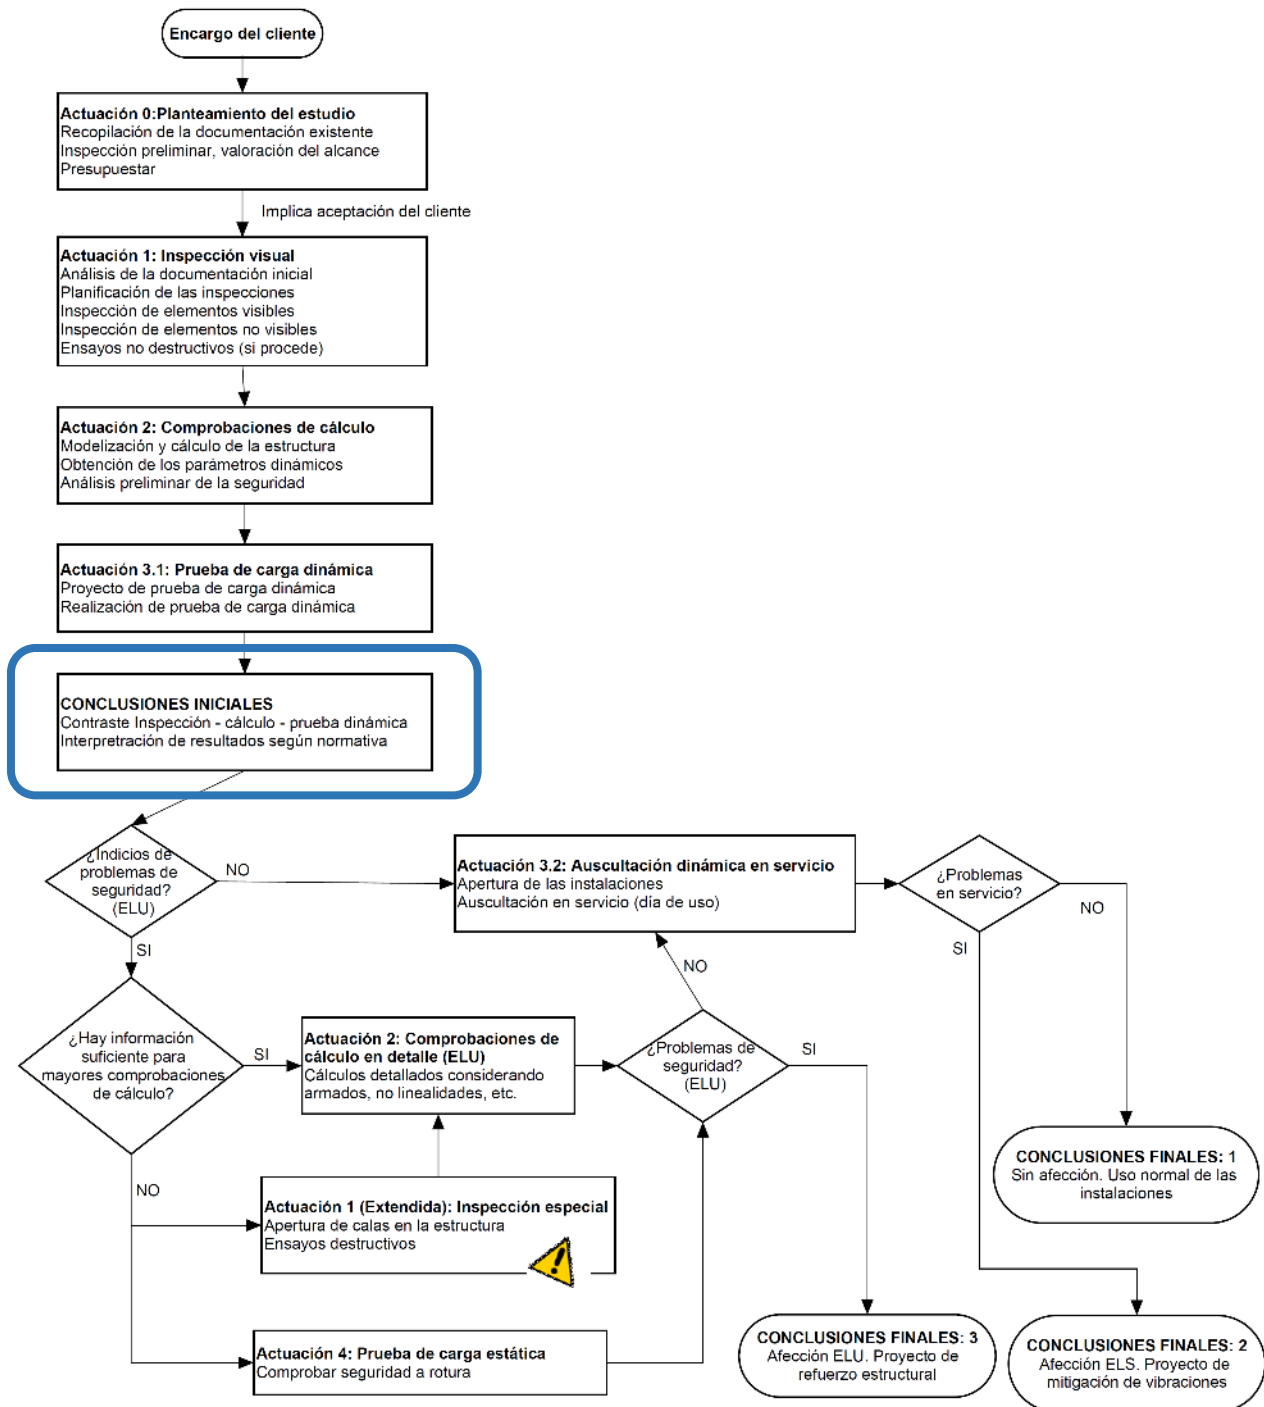 Encargo del cliente
Actuación 0:Planteamiento del estudio
Recopilación de la documentación existente
Inspección preliminar, valoración del alcance
Presupuestar
Implica aceptación del cliente
Actuación 1: Inspección visual
Análisis de la documentación inicial
Planificación de las inspecciones
Inspección de elementos visibles
Inspección de elementos no visibles
Ensayos no destructivos (si procede)
Actuación 2: Comprobaciones de cálculo
Modelización y cálculo de la estructura
Obtención de los parámetros dinámicos
Análisis preliminar de la seguridad
Actuación 3.1: Prueba de carga dinámica
Proyecto de prueba de carga dinámica
Realización de prueba de carga dinámica
CONCLUSIONES INICIALES
Contraste Inspección - cálculo - prueba dinámica
Interpretración de resultados según normativa
¿Indicios de
problemas de
seguridad?
(ELU)
NO
SI
Actuación 3.2: Auscultación dinámica en servicio
Apertura de las instalaciones
Auscultación en servicio (día de uso)
¿Problemas
en servicio?
NO
SI
¿Hay información
suficiente para
mayores comprobaciones
de cálculo?
SI
NO
Actuación 2: Comprobaciones de
cálculo en detalle (ELU)
Cálculos detallados considerando
armados, no linealidades, etc.
¿Problemas de
seguridad?
(ELU)
NO
SI
Actuación 1 (Extendida): Inspección especial
Apertura de calas en la estructura
Ensayos destructivos
!
Actuación 4: Prueba de carga estática
Comprobar seguridad a rotura
CONCLUSIONES FINALES: 1
Sin afección. Uso normal de las
instalaciones
CONCLUSIONES FINALES: 3
Afección ELU. Proyecto de
refuerzo estructural
CONCLUSIONES FINALES: 2
Afección ELS. Proyecto de
mitigación de vibraciones